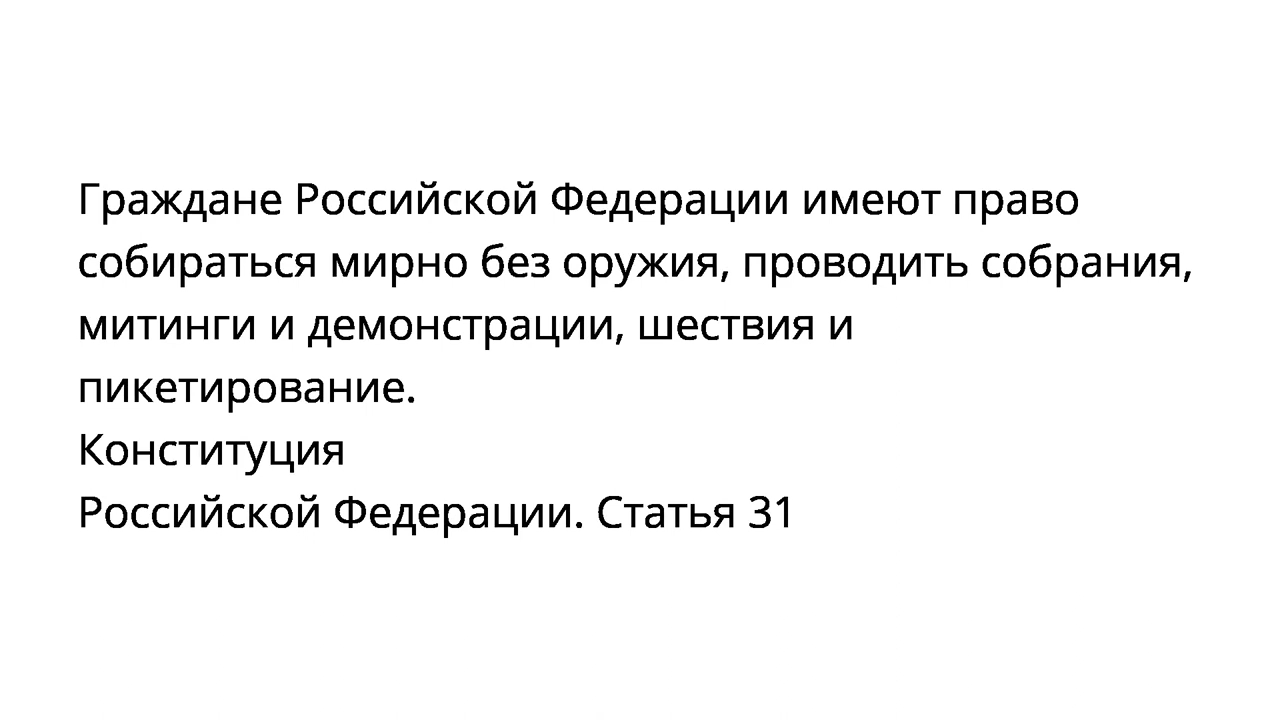 Граждане Российской Федерации имеют право
собираться мирно без оружия, проводить собрания,
митинги и демонстрации, шествия и
пикетирование.
Конституция
Российской Федерации. Статья 31